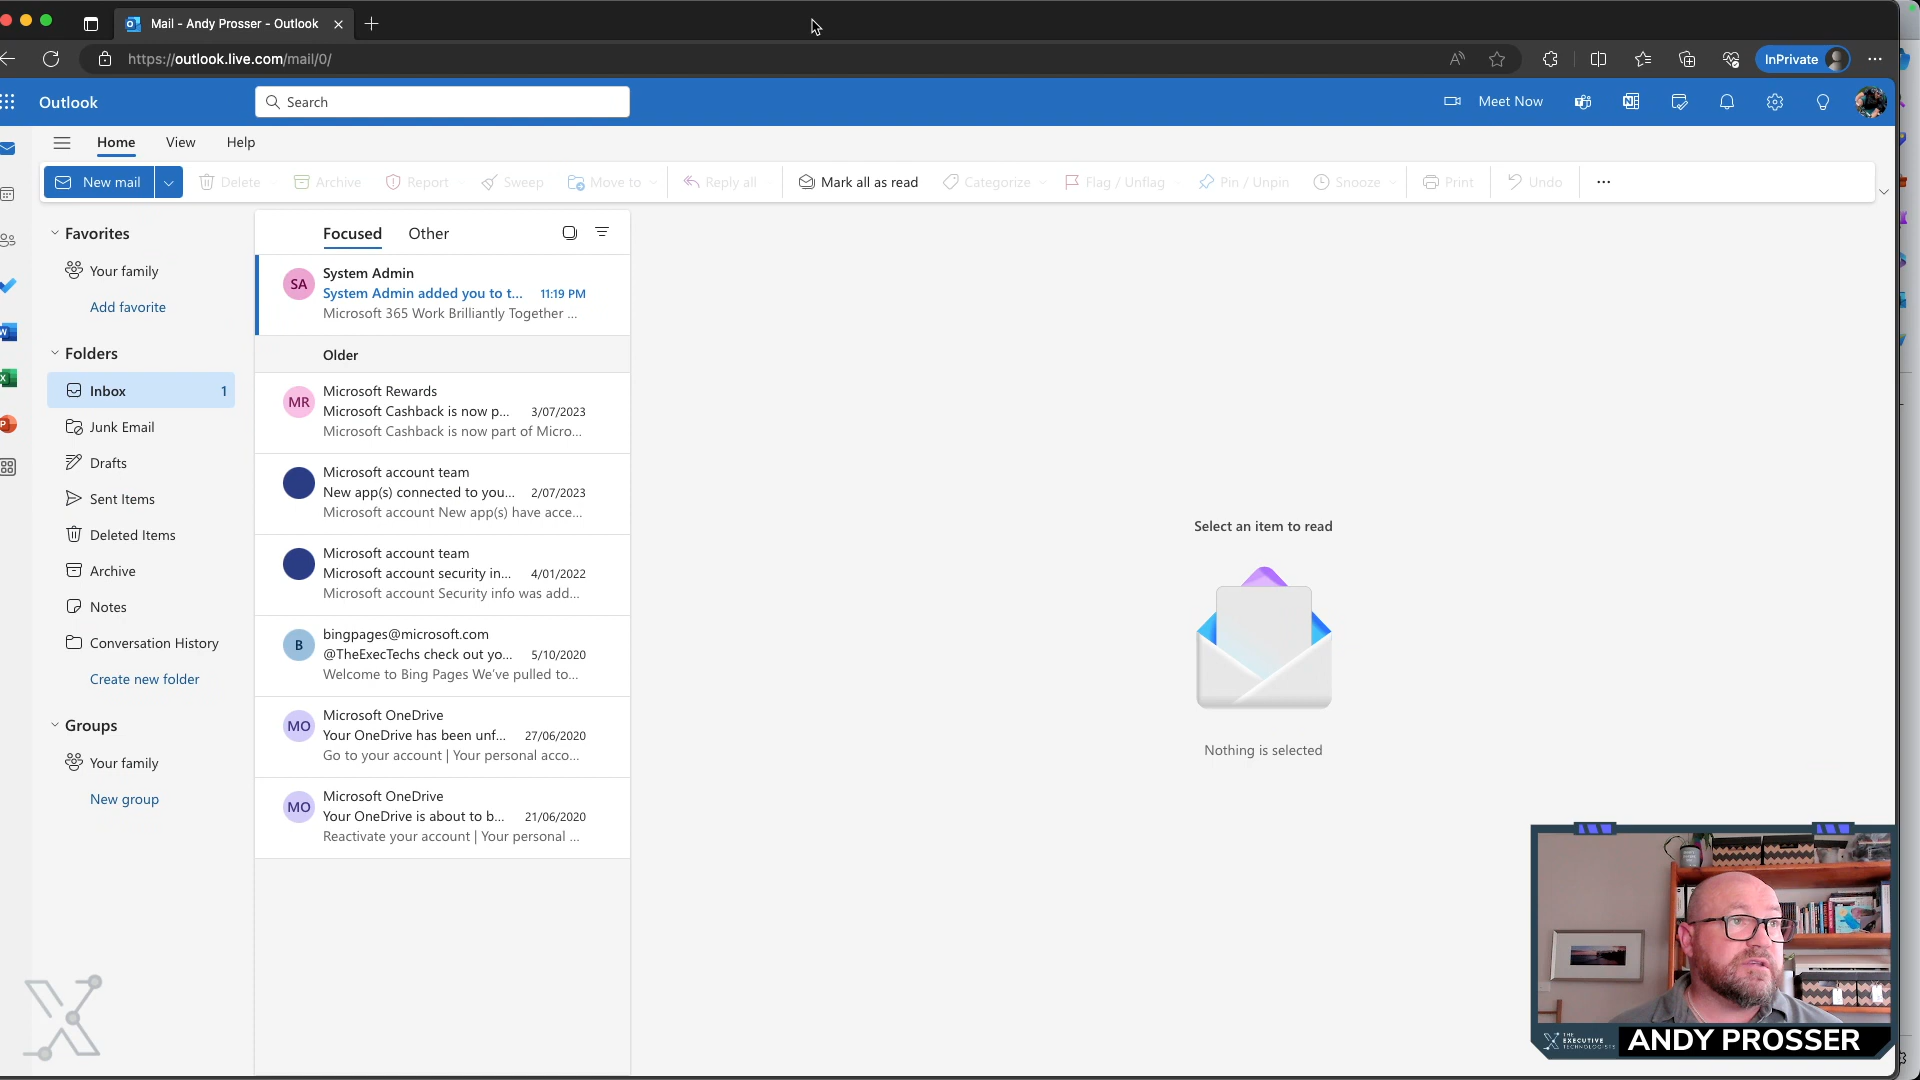 Mail - Andy Prosser - Outlook
https://outlook.live.com/mail/0/
InPrivate
Outlook
Search
Meet Now
Home View Help
New mail Delete Archive Report Sweep Move to Reply all Mark all as read Categorize Flag / Unflag Pin / Unpin Snooze Print Undo
Favorites
Your family
Add favorite
Folders
Inbox 1
Junk Email
Drafts
Sent Items
Deleted Items
Archive
Notes
Conversation History
Create new folder
Groups
Your family
New group
Focused Other
SA
System Admin
System Admin added you to t... 11:19 PM
Microsoft 365 Work Brilliantly Together ...
Older
MR
Microsoft Rewards
Microsoft Cashback is now p... 3/07/2023
Microsoft Cashback is now part of Micro...
Microsoft account team
New app(s) connected to you... 2/07/2023
Microsoft account New app(s) have acce...
Microsoft account team
Microsoft account security in... 4/01/2022
Microsoft account Security info was add...
B
bingpages@microsoft.com
@TheExecTechs check out yo... 5/10/2020
Welcome to Bing Pages We've pulled to...
MO
Microsoft OneDrive
Your OneDrive has been unf... 27/06/2020
Go to your account | Your personal acco...
MO
Microsoft OneDrive
Your OneDrive is about to b... 21/06/2020
Reactivate your account | Your personal ...
Select an item to read
Nothing is selected
THE
EXECUTIVE
TECHNOLOGISTS
ANDY PROSSER